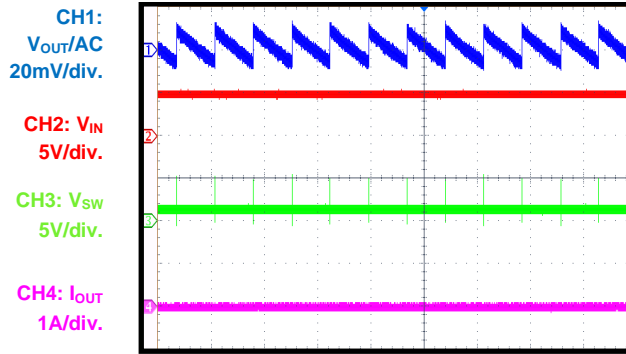 CH1:
VOUT/AC
20mV/div.
1
CH2: VIN
5V/div.
2
CH3: VSW
5V/div.
3
CH4: IOUT
1A/div.
4